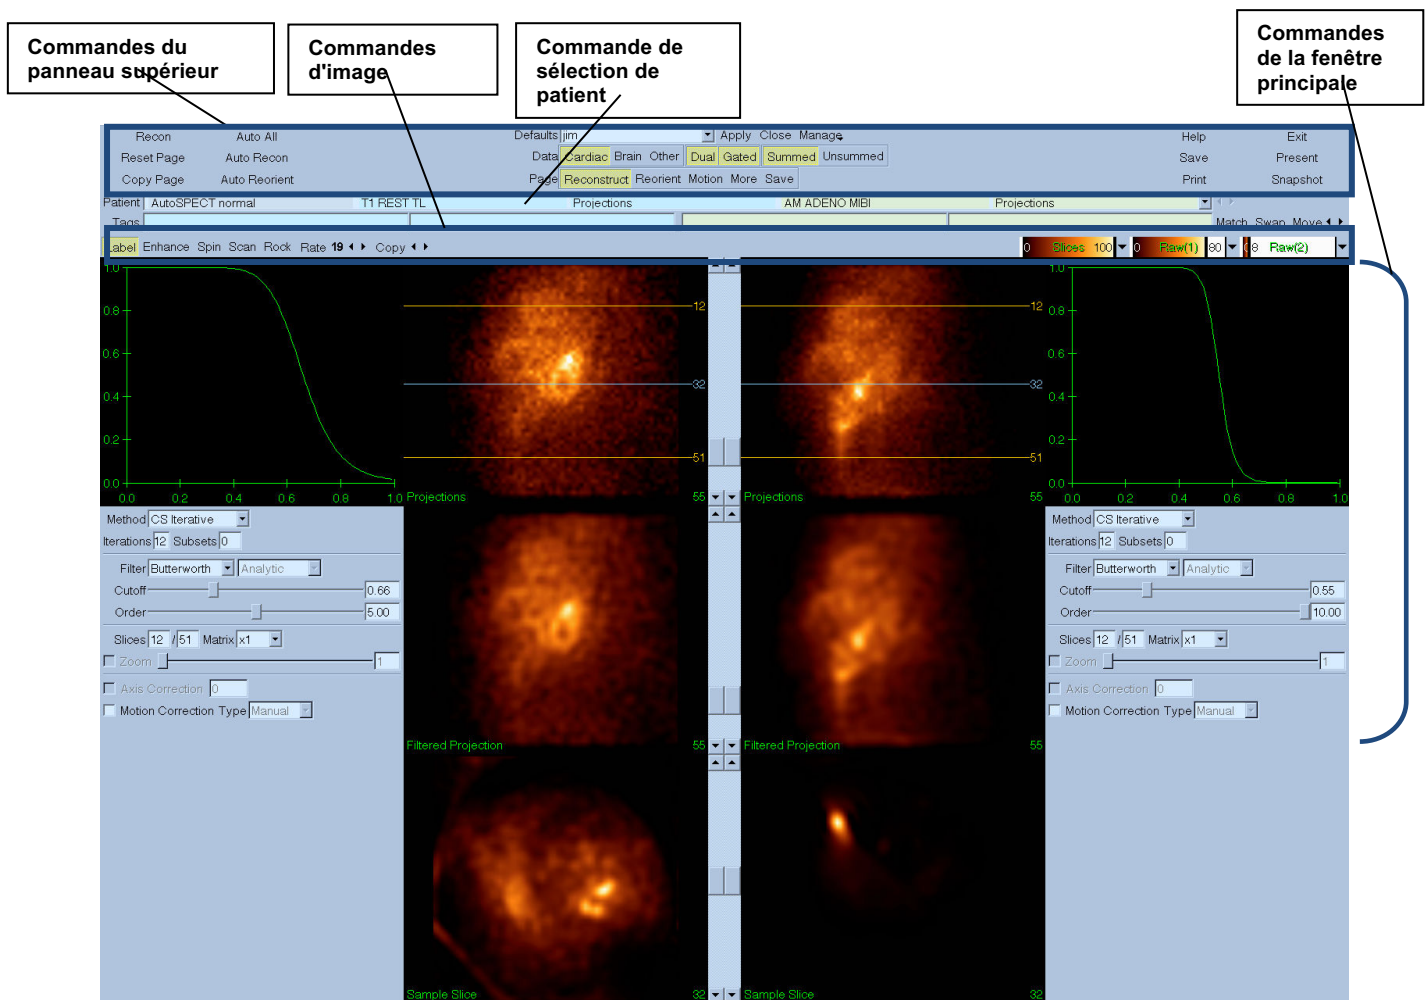 Commandes du
panneau supérieur
Commandes
d'image
Commande de
sélection de
patient
Commandes
de la fenêtre
principale
Recon Auto All Defaults jim Apply Close Manage Help Exit
Reset Page Auto Recon Data Cardiac Brain Other Dual Gated Summed Unsummed Save Present
Copy Page Auto Reorient Page Reconstruct Reorient Motion More Save Print Snapshot
Patient AutoSPECT normal T1 REST TL Projections AM ADENO MIBI Projections
Tags Match Swap Move
Label Enhance Spin Scan Rock Rate 19 Copy 0 Slices 100 0 Raw(1) 80 8 Raw(2)
1.0 1.0
0.8 12 12 0.8
0.6 0.6
0.4 32 32 0.4
0.2 51 51 0.2
0.0 0.0
0.0 0.2 0.4 0.6 0.8 1.0 Projections 55 Projections 55 0.0 0.2 0.4 0.6 0.8 1.0
Method CS Iterative Method CS Iterative
Iterations 12 Subsets 0 Iterations 12 Subsets 0
Filter Butterworth Analytic Filter Butterworth Analytic
Cutoff 0.66 Cutoff 0.55
Order 5.00 Order 10.00
Slices 12 / 51 Matrix x1 Slices 12 / 51 Matrix x1
Zoom 1 Zoom 1
Axis Correction 0 Axis Correction 0
Motion Correction Type Manual Motion Correction Type Manual
Filtered Projection 55 Filtered Projection 55
Sample Slice 32 Sample Slice 32